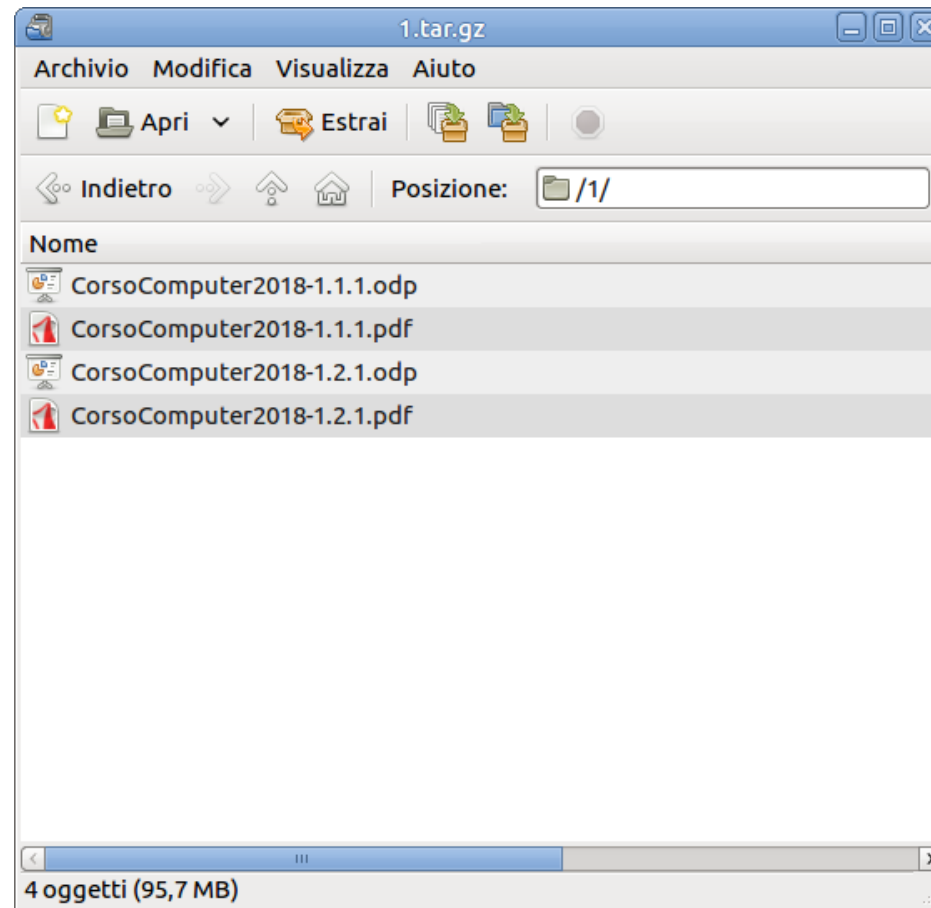 1.tar.gz
Archivio Modifica Visualizza Aiuto
Apri Estrai
Indietro Posizione: /1/
Nome
CorsoComputer2018-1.1.1.odp
CorsoComputer2018-1.1.1.pdf
CorsoComputer2018-1.2.1.odp
CorsoComputer2018-1.2.1.pdf
4 oggetti (95,7 MB)